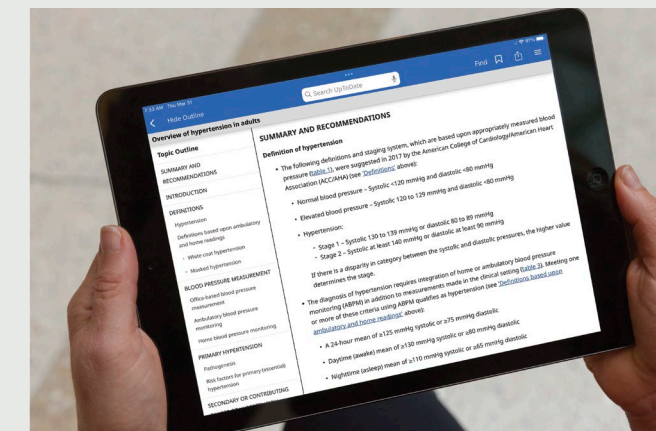 7:53 AM Thu Mar 31
97%
Hide Outline
Search UpToDate
Find
Overview of hypertension in adults
Topic Outline
SUMMARY AND
RECOMMENDATIONS
INTRODUCTION
DEFINITIONS
Hypertension
Definitions based upon ambulatory
and home readings
- White coat hypertension
- Masked hypertension
BLOOD PRESSURE MEASUREMENT
Office-based blood pressure
measurement
Ambulatory blood pressure
monitoring
Home blood pressure monitoring
PRIMARY HYPERTENSION
Pathogenesis
Risk factors for primary (essential)
hypertension
SECONDARY OR CONTRIBUTING
SUMMARY AND RECOMMENDATIONS
Definition of hypertension
• The following definitions and staging system, which are based upon appropriately measured blood
pressure (table 1), were suggested in 2017 by the American College of Cardiology/American Heart
Association (ACC/AHA) (see 'Definitions' above):
• Normal blood pressure – Systolic <120 mmHg and diastolic <80 mmHg
• Elevated blood pressure – Systolic 120 to 129 mmHg and diastolic <80 mmHg
• Hypertension:
- Stage 1 – Systolic 130 to 139 mmHg or diastolic 80 to 89 mmHg
- Stage 2 – Systolic at least 140 mmHg or diastolic at least 90 mmHg
If there is a disparity in category between the systolic and diastolic pressures, the higher value
determines the stage.
• The diagnosis of hypertension requires integration of home or ambulatory blood pressure
monitoring (ABPM) in addition to measurements made in the clinical setting (table 3). Meeting one
or more of these criteria using ABPM qualifies as hypertension (see 'Definitions based upon
ambulatory and home readings' above):
• A 24-hour mean of ≥125 mmHg systolic or ≥75 mmHg diastolic
• Daytime (awake) mean of ≥130 mmHg systolic or ≥80 mmHg diastolic
• Nighttime (asleep) mean of ≥110 mmHg systolic or ≥65 mmHg diastolic